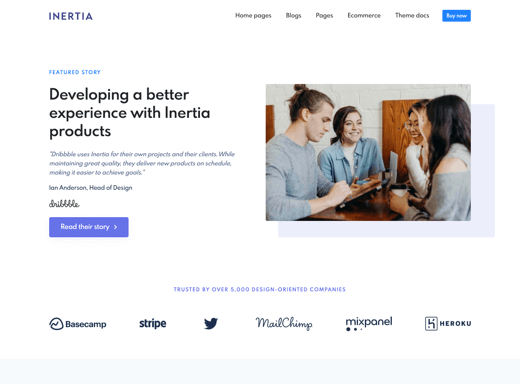 INERTIA
Home pages Blogs Pages Ecommerce Theme docs Buy now
FEATURED STORY
Developing a better
experience with Inertia
products
"Dribbble uses Inertia for their own projects and their clients. While
maintaining great quality, they deliver new products on schedule,
making it easier to achieve goals."
Ian Anderson, Head of Design
dribbble
Read their story
TRUSTED BY OVER 5,000 DESIGN-ORIENTED COMPANIES
Basecamp stripe MailChimp mixpanel HEROKU